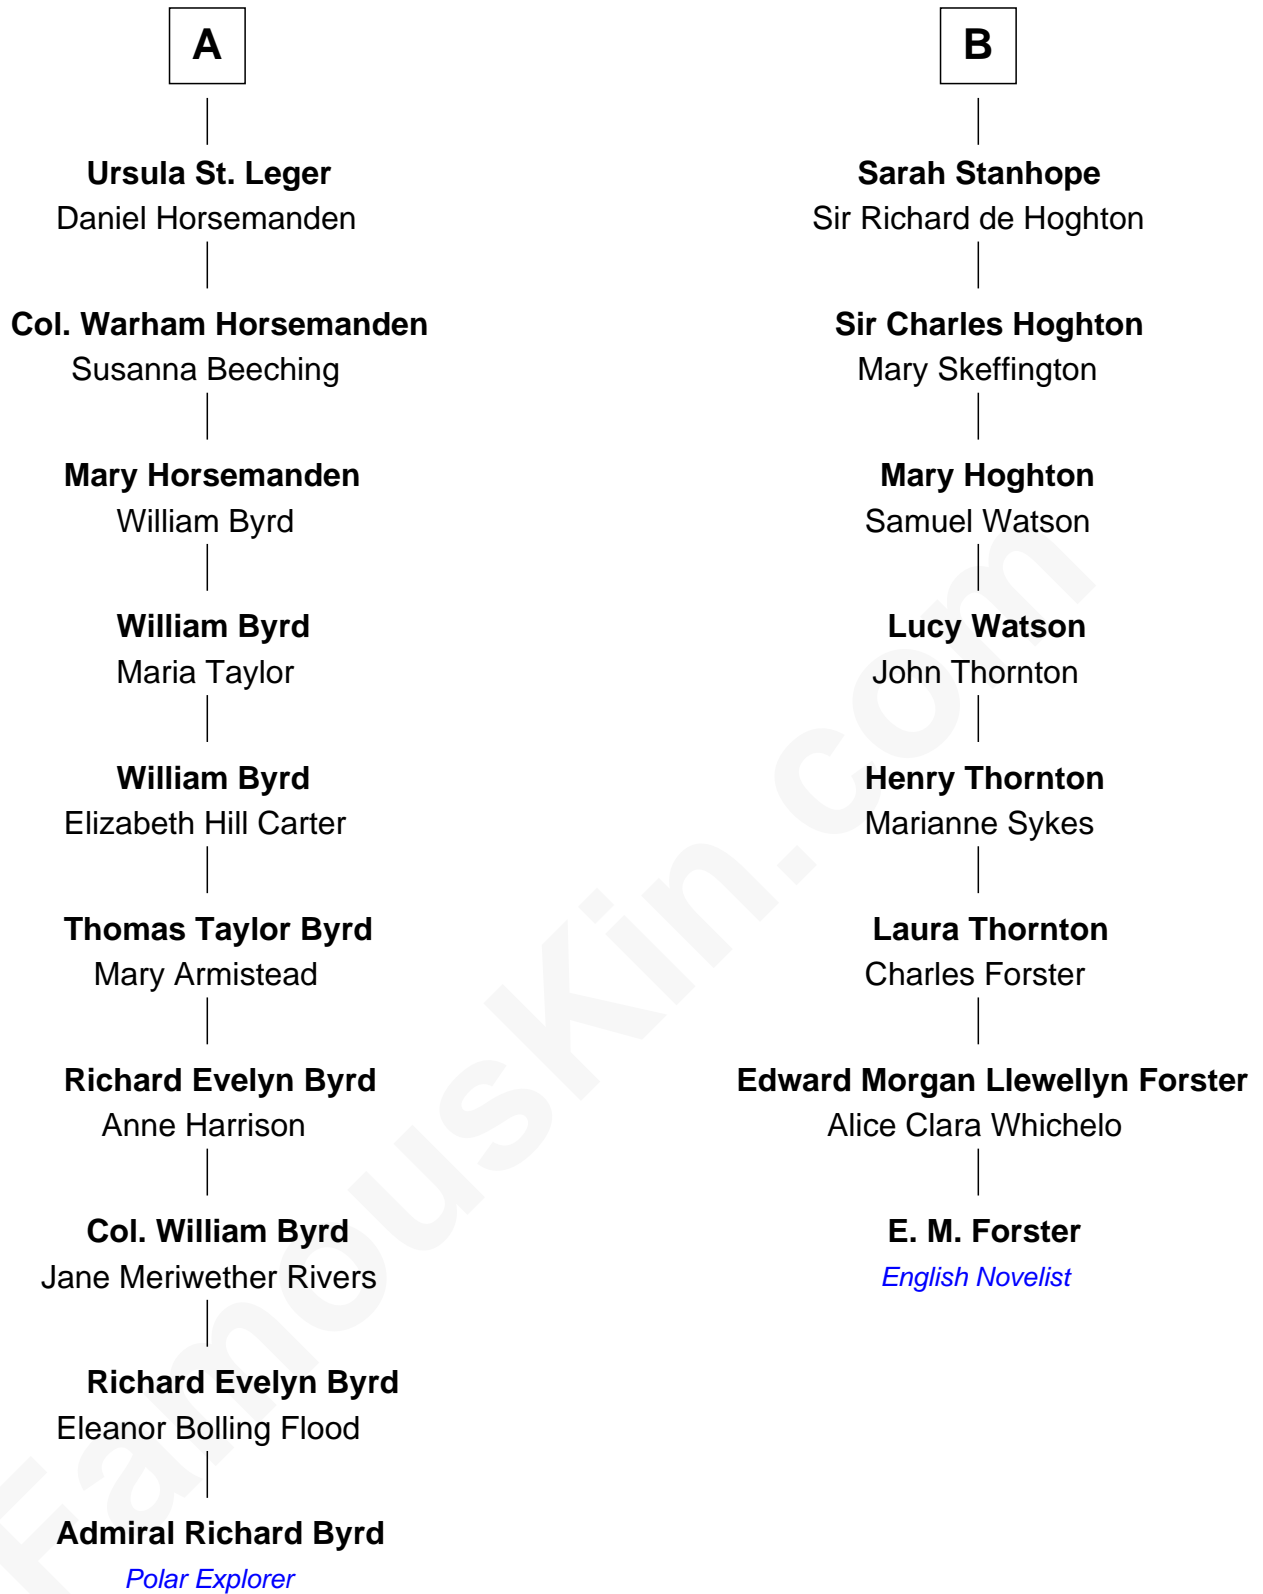 A
Ursula St. Leger
Daniel Horsemanden
Col. Warham Horsemanden
Susanna Beeching
Mary Horsemanden
William Byrd
William Byrd
Maria Taylor
William Byrd
Elizabeth Hill Carter
Thomas Taylor Byrd
Mary Armistead
Richard Evelyn Byrd
Anne Harrison
Col. William Byrd
Jane Meriwether Rivers
Richard Evelyn Byrd
Eleanor Bolling Flood
Admiral Richard Byrd
Polar Explorer
B
Sarah Stanhope
Sir Richard de Hoghton
Sir Charles Hoghton
Mary Skeffington
Mary Hoghton
Samuel Watson
Lucy Watson
John Thornton
Henry Thornton
Marianne Sykes
Laura Thornton
Charles Forster
Edward Morgan Llewellyn Forster
Alice Clara Whichelo
E. M. Forster
English Novelist
FamousKin.com